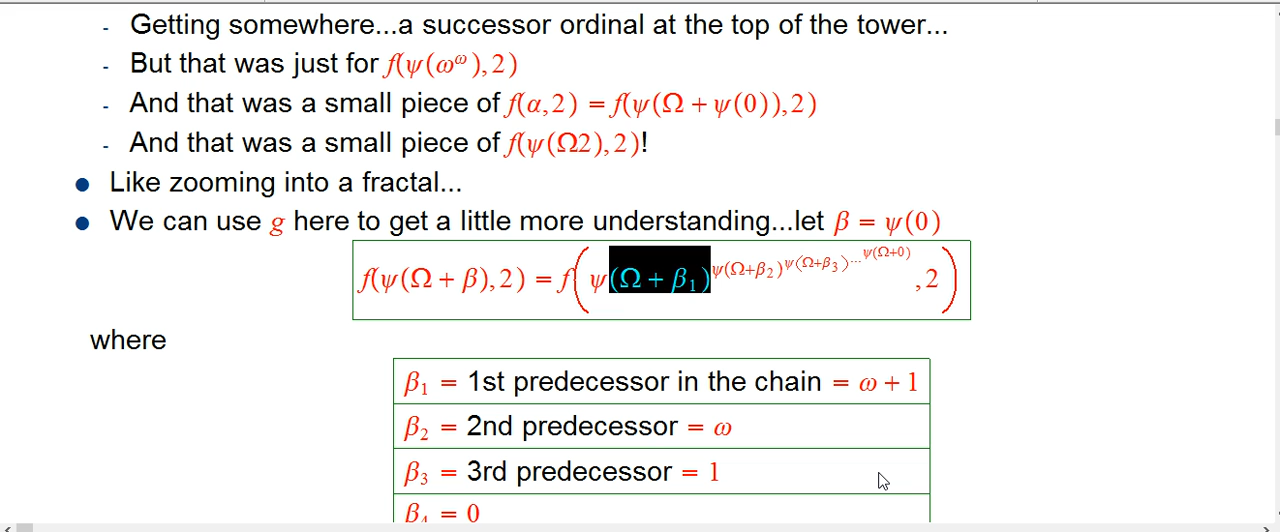 - Getting somewhere...a successor ordinal at the top of the tower...
- But that was just for f(ψ(ω^ω),2)
- And that was a small piece of f(α,2) = f(ψ(Ω + ψ(0)),2)
- And that was a small piece of f(ψ(Ω2),2)!
● Like zooming into a fractal...
● We can use g here to get a little more understanding...let β = ψ(0)
f(ψ(Ω + β),2) = f(ψ(Ω + β₁)^ψ(Ω+β₂)^ψ(Ω+β₃)^⋯^ψ(Ω+0) ,2)
where
β₁ = 1st predecessor in the chain = ω + 1
β₂ = 2nd predecessor = ω
β₃ = 3rd predecessor = 1
β₄ = 0